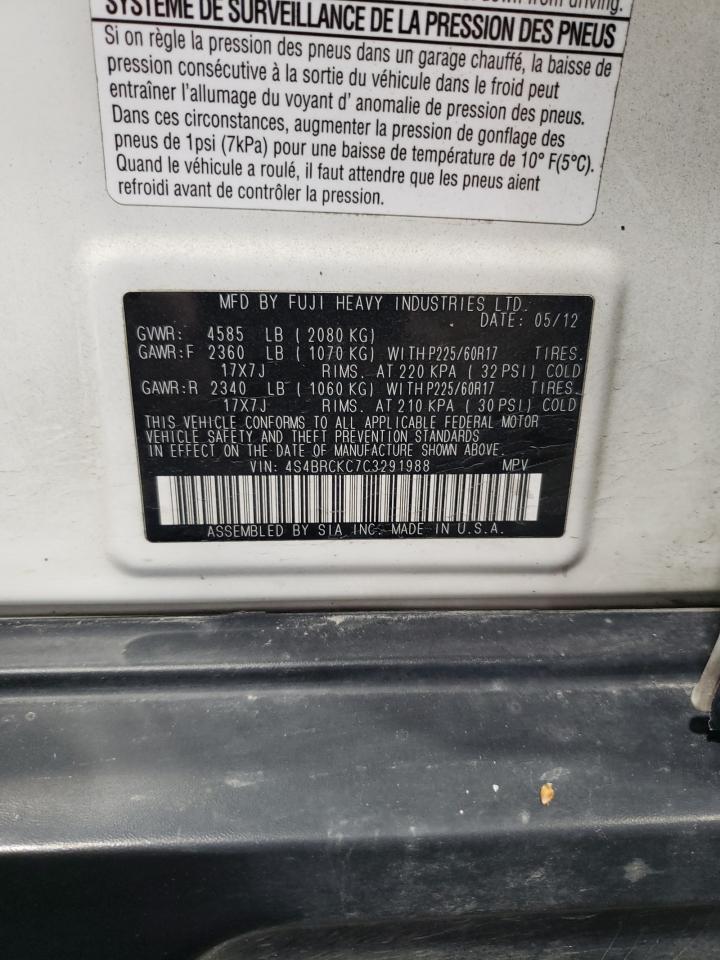 from driving.
SYSTÈME DE SURVEILLANCE DE LA PRESSION DES PNEUS
Si on règle la pression des pneus dans un garage chauffé, la baisse de
pression consécutive à la sortie du véhicule dans le froid peut
entraîner l'allumage du voyant d' anomalie de pression des pneus.
Dans ces circonstances, augmenter la pression de gonflage des
pneus de 1psi (7kPa) pour une baisse de température de 10° F(5°C).
Quand le véhicule a roulé, il faut attendre que les pneus aient
refroidi avant de contrôler la pression.
MFD BY FUJI HEAVY INDUSTRIES LTD.
DATE: 05/12
GVWR: 4585 LB ( 2080 KG)
GAWR:F 2360 LB ( 1070 KG) WITH P225/60R17 TIRES.
17X7J RIMS. AT 220 KPA ( 32 PSI) COLD
GAWR:R 2340 LB ( 1060 KG) WITH P225/60R17 TIRES.
17X7J RIMS. AT 210 KPA ( 30 PSI) COLD
THIS VEHICLE CONFORMS TO ALL APPLICABLE FEDERAL MOTOR
VEHICLE SAFETY AND THEFT PREVENTION STANDARDS
IN EFFECT ON THE DATE OF MANUFACTURE SHOWN ABOVE.
VIN: 4S4BRCKC7C3291988 MPV
ASSEMBLED BY SIA INC. MADE IN U.S.A.